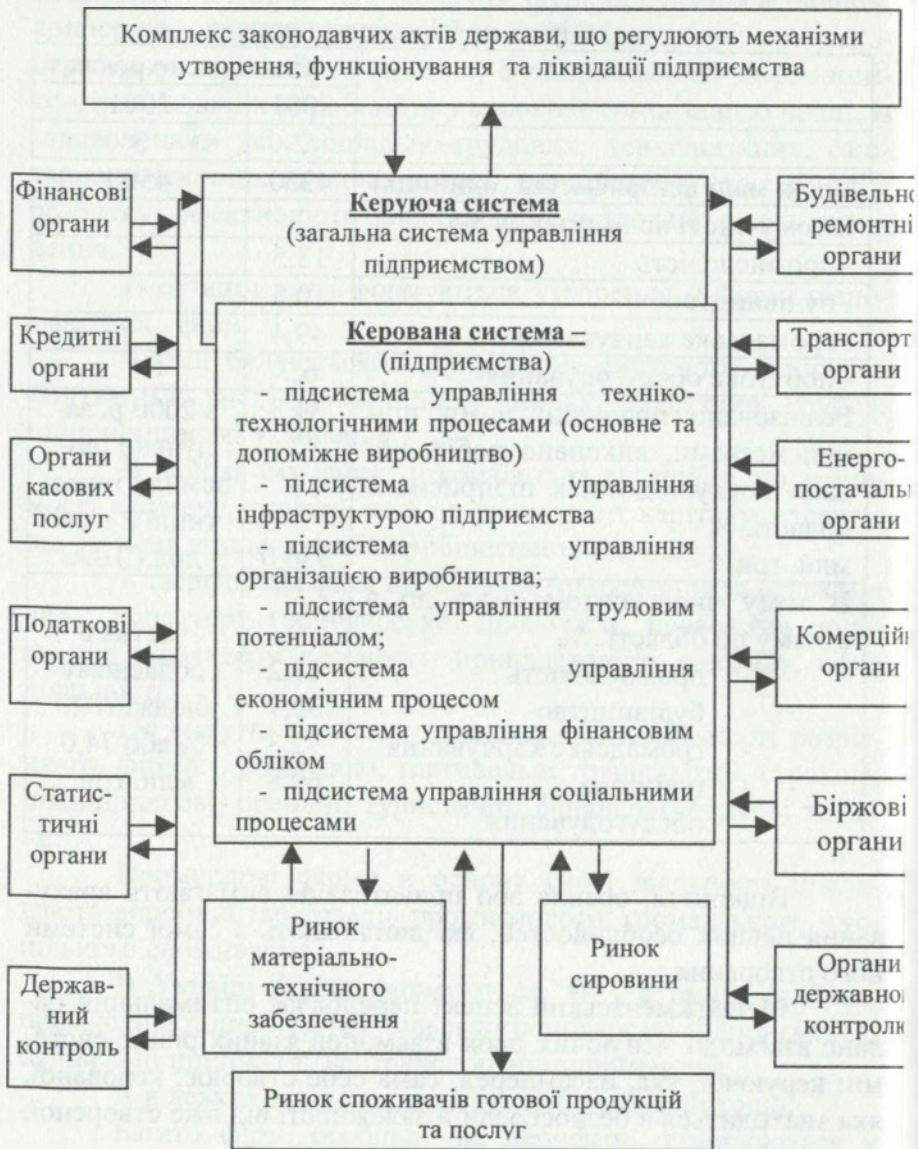 Комплекс законодавчих актів держави, що регулюють механізми
утворення, функціонування та ліквідації підприємства
Фінансові
органи
Керуюча система
(загальна система управління
підприємством)
Будівельно
ремонтні
органи
Кредитні
органи
Керована система –
(підприємства)
- підсистема управління техніко-
технологічними процесами (основне та
допоміжне виробництво)
- підсистема управління
інфраструктурою підприємства
- підсистема управління
організацією виробництва;
- підсистема управління трудовим
потенціалом;
- підсистема управління
економічним процесом
- підсистема управління фінансовим
обліком
- підсистема управління соціальними
процесами
Транспортн
органи
Органи
касових
послуг
Енерго-
постачальн
органи
Податкові
органи
Комерційн
органи
Статис-
тичні
органи
Біржові
органи
Держав-
ний
контроль
Ринок
матеріально-
технічного
забезпечення
Ринок
сировини
Органи
державног
контролю
Ринок споживачів готової продукцій
та послуг